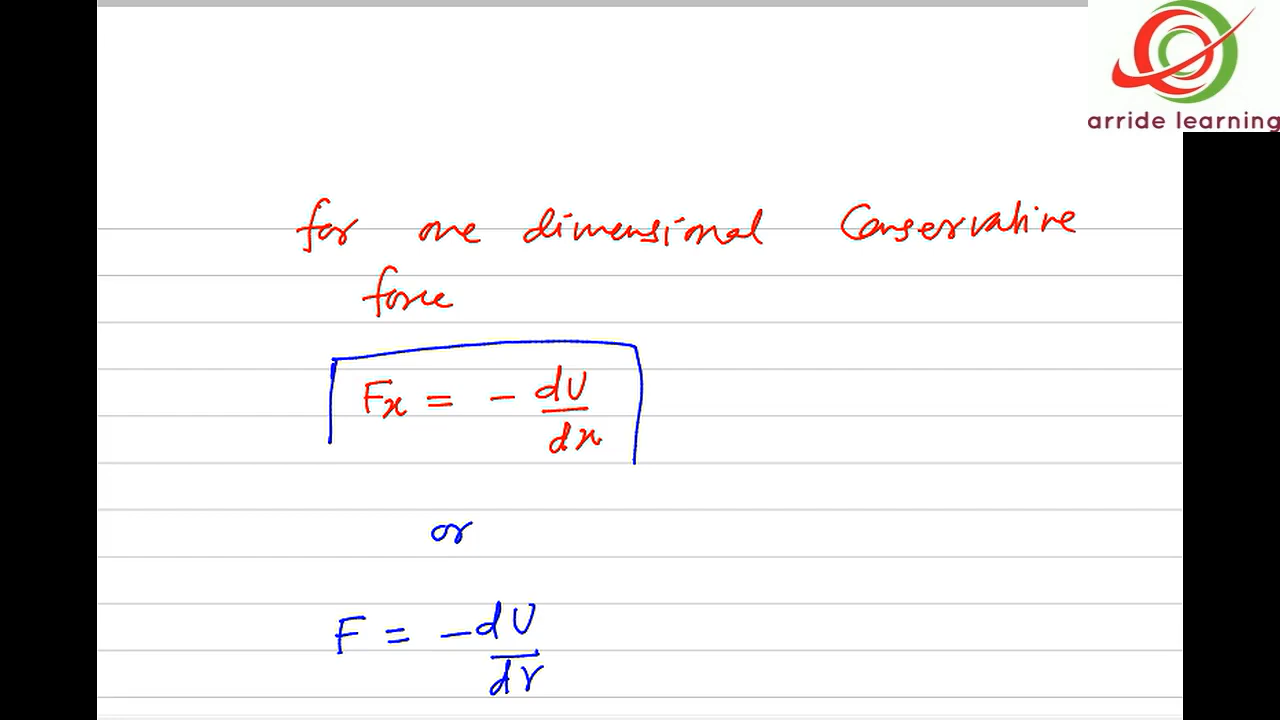 arride learning
for one dimensional Conservative
force
Fx = - dU/dx
or
F = - dU/dr